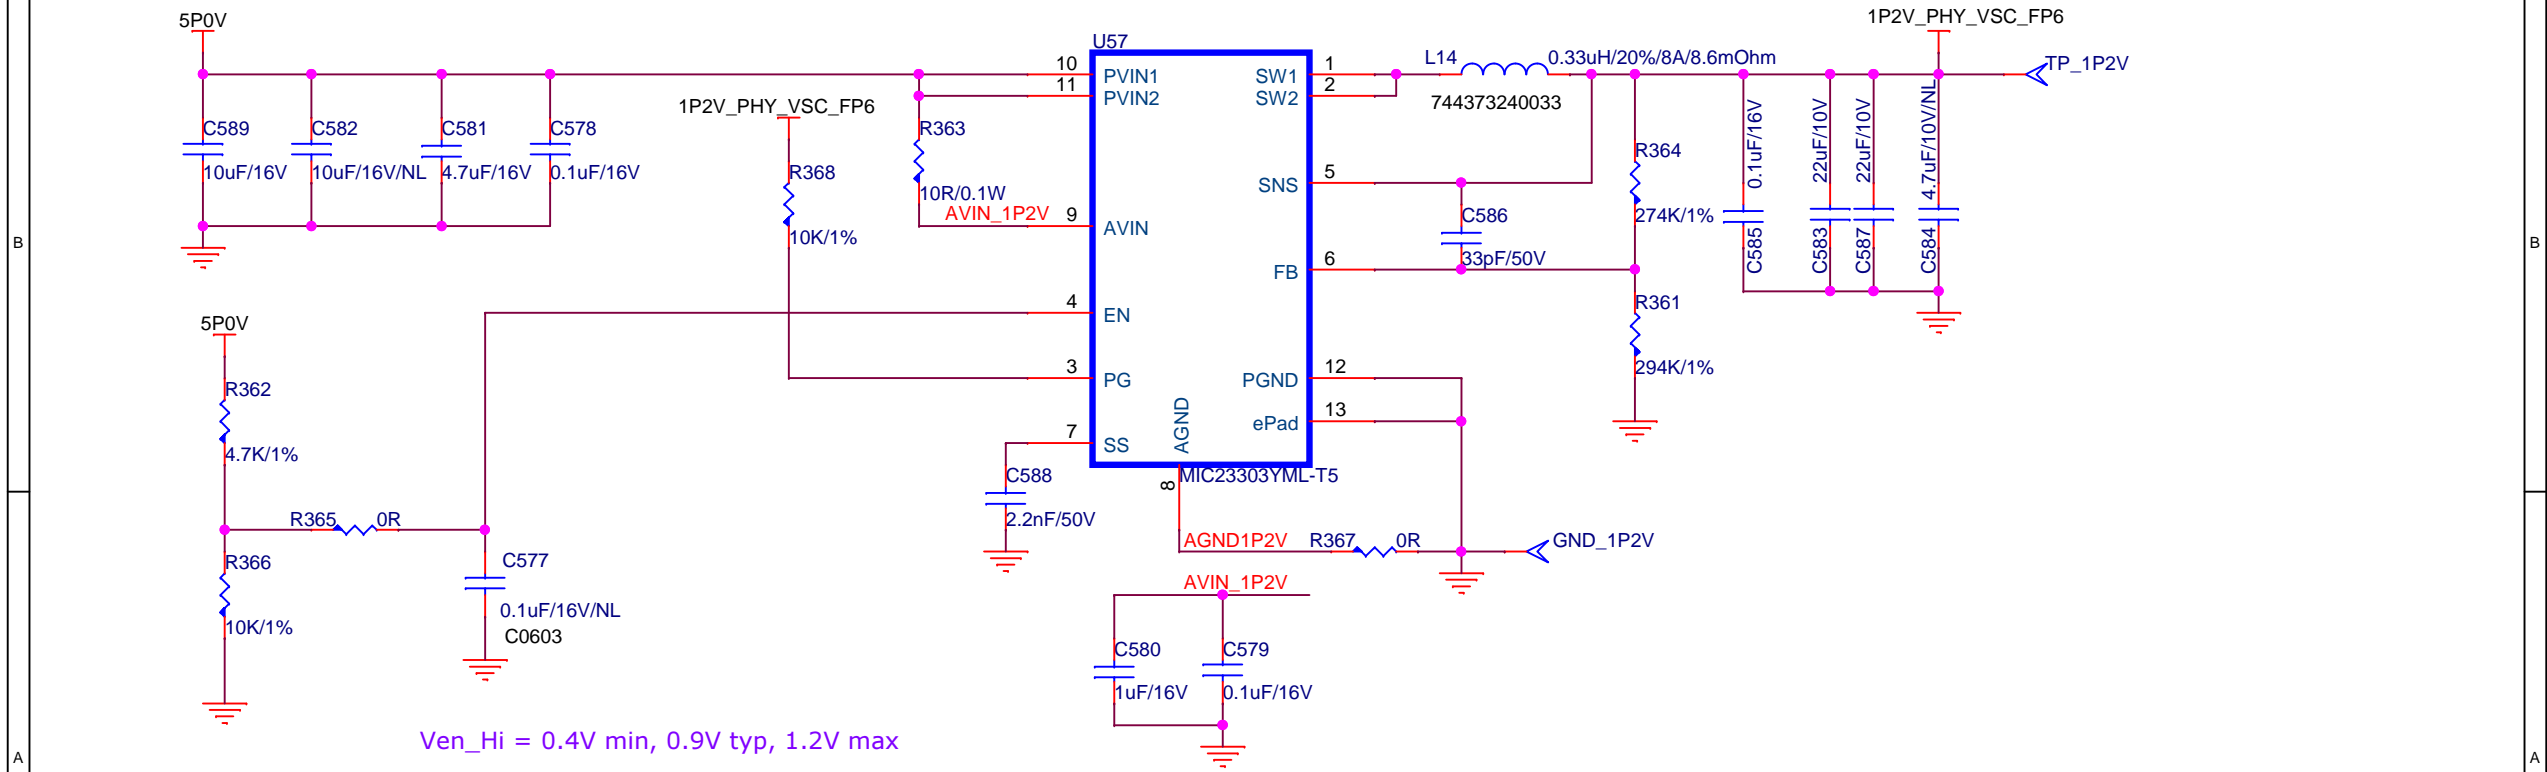 5P0V
1P2V_PHY_VSC_FP6
U57
L14
0.33uH/20%/8A/8.6mOhm
TP_1P2V
10
PVIN1
SW1
1
11
PVIN2
SW2
2
744373240033
1P2V_PHY_VSC_FP6
C589
10uF/16V
C582
10uF/16V/NL
C581
4.7uF/16V
C578
0.1uF/16V
R368
10K/1%
R363
10R/0.1W
AVIN_1P2V
9
AVIN
SNS
5
C586
33pF/50V
FB
6
R364
274K/1%
R361
294K/1%
0.1uF/16V
C585
22uF/10V
C583
22uF/10V
C587
4.7uF/10V/NL
C584
B
B
4
EN
3
PG
PGND
12
ePad
13
7
SS
AGND
8
MIC23303YML-T5
C588
2.2nF/50V
5P0V
R362
4.7K/1%
R365
0R
R366
10K/1%
C577
0.1uF/16V/NL
C0603
AGND1P2V
R367
0R
GND_1P2V
AVIN_1P2V
C580
1uF/16V
C579
0.1uF/16V
Ven_Hi = 0.4V min, 0.9V typ, 1.2V max
A
A